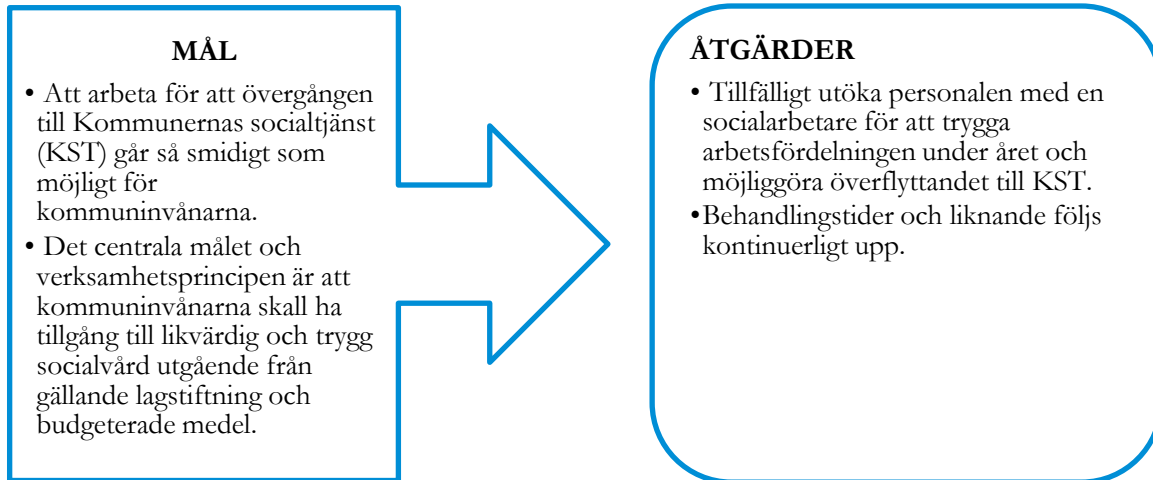 MÅL
• Att arbeta för att övergången
till Kommunernas socialtjänst
(KST) går så smidigt som
möjligt för
kommuninvånarna.
• Det centrala målet och
verksamhetsprincipen är att
kommuninvånarna skall ha
tillgång till likvärdig och trygg
socialvård utgående från
gällande lagstiftning och
budgeterade medel.
ÅTGÄRDER
• Tillfälligt utöka personalen med en
socialarbetare för att trygga
arbetsfördelningen under året och
möjliggöra överflyttandet till KST.
•Behandlingstider och liknande följs
kontinuerligt upp.